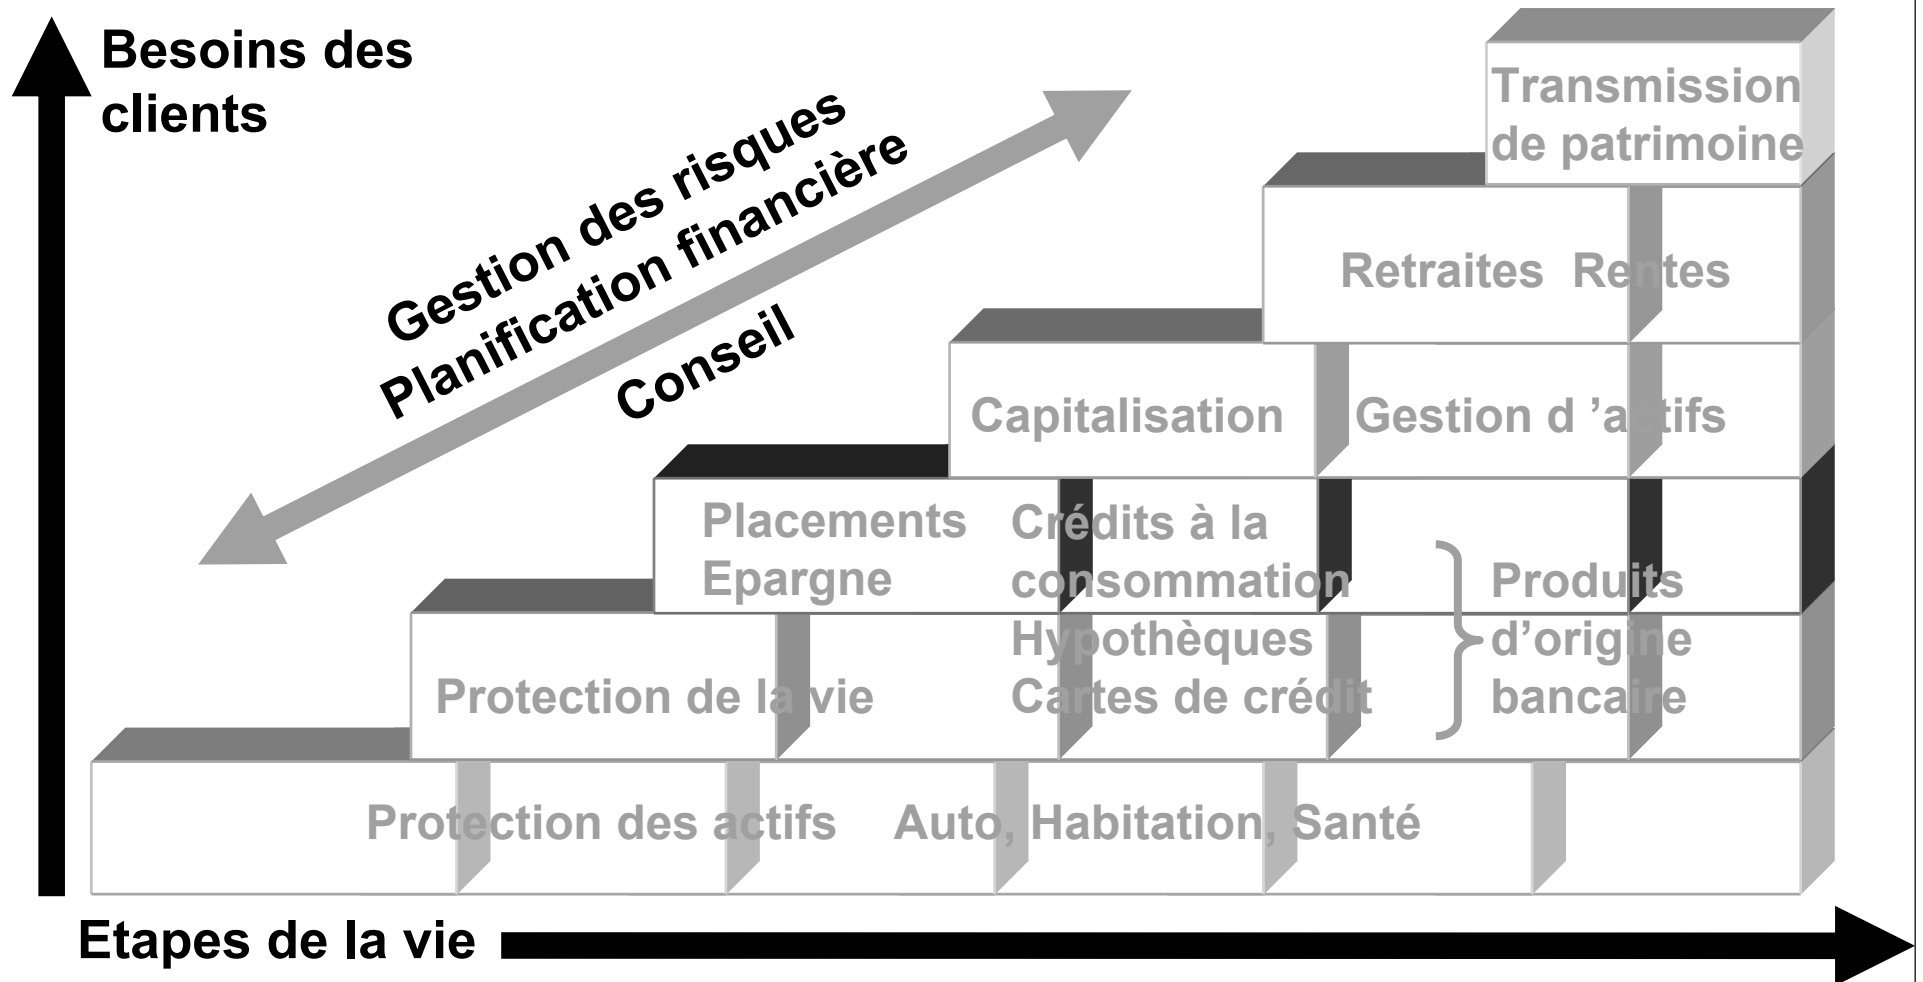 Besoins des
clients
Gestion des risques
Planification financière
Conseil
Transmission
de patrimoine
Retraites Rentes
Capitalisation
Gestion d ’actifs
Placements
Epargne
Crédits à la
consommation
Hypothèques
Cartes de crédit
Produits
d’origine
bancaire
Protection de la vie
Protection des actifs
Auto, Habitation, Santé
Etapes de la vie